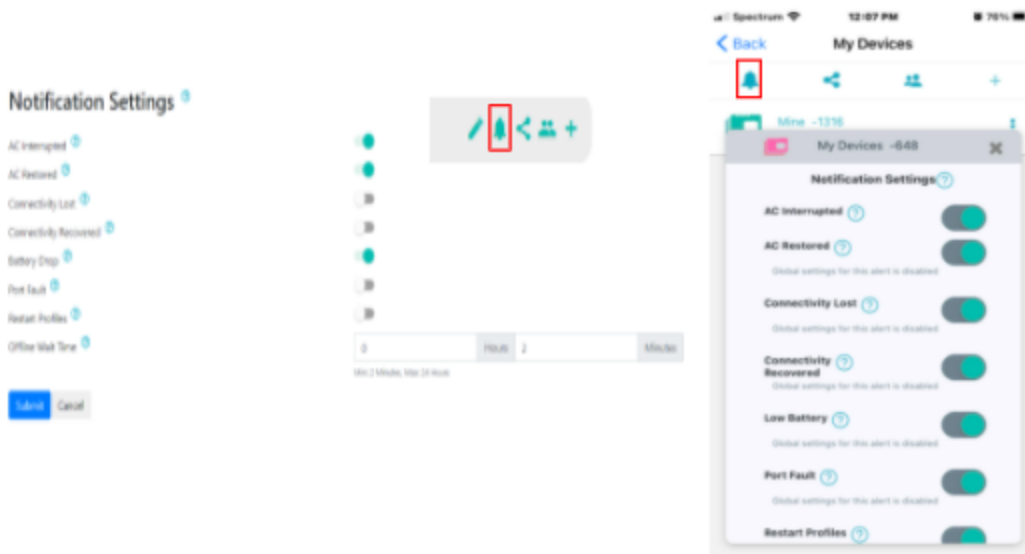 Notification Settings
AC Interrupted
AC Restored
Connectivity Lost
Connectivity Recovered
Battery Drop
Port Fault
Restart Profiles
Offline Wait Time
0 Hours 2 Minutes
Min 2 Minutes, Max 24 Hours
Submit Cancel
Spectrum 12:07 PM 76%
Back My Devices
Mine -1316
My Devices -648
Notification Settings
AC Interrupted
AC Restored
Global settings for this alert is disabled
Connectivity Lost
Global settings for this alert is disabled
Connectivity
Recovered
Global settings for this alert is disabled
Low Battery
Global settings for this alert is disabled
Port Fault
Global settings for this alert is disabled
Restart Profiles